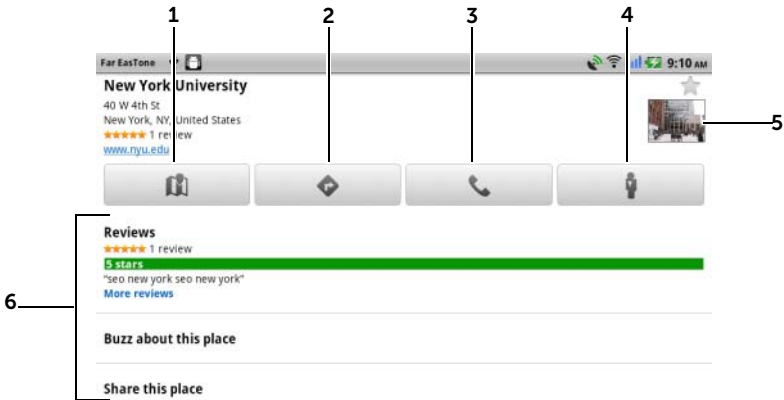 1 2 3 4
Far EasTone 9:10 AM
New York University
40 W 4th St
New York, NY, United States
1 review
www.nyu.edu
5
Reviews
1 review
5 stars
"seo new york seo new york"
More reviews
6
Buzz about this place
Share this place